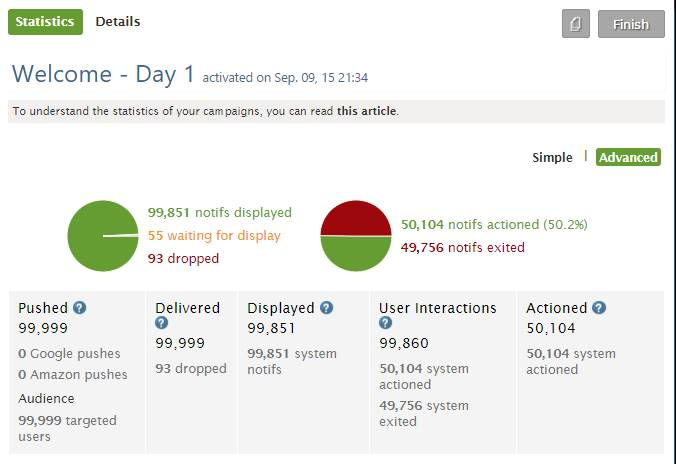 Statistics Details Finish
Welcome - Day 1 activated on Sep. 09, 15 21:34
To understand the statistics of your campaigns, you can read this article.
Simple | Advanced
99,851 notifs displayed
55 waiting for display
93 dropped
50,104 notifs actioned (50.2%)
49,756 notifs exited
Pushed ?
99,999
0 Google pushes
0 Amazon pushes
Audience
99,999 targeted
users
Delivered
?
99,999
93 dropped
Displayed ?
99,851
99,851 system
notifs
User Interactions
?
99,860
50,104 system
actioned
49,756 system
exited
Actioned ?
50,104
50,104 system
actioned